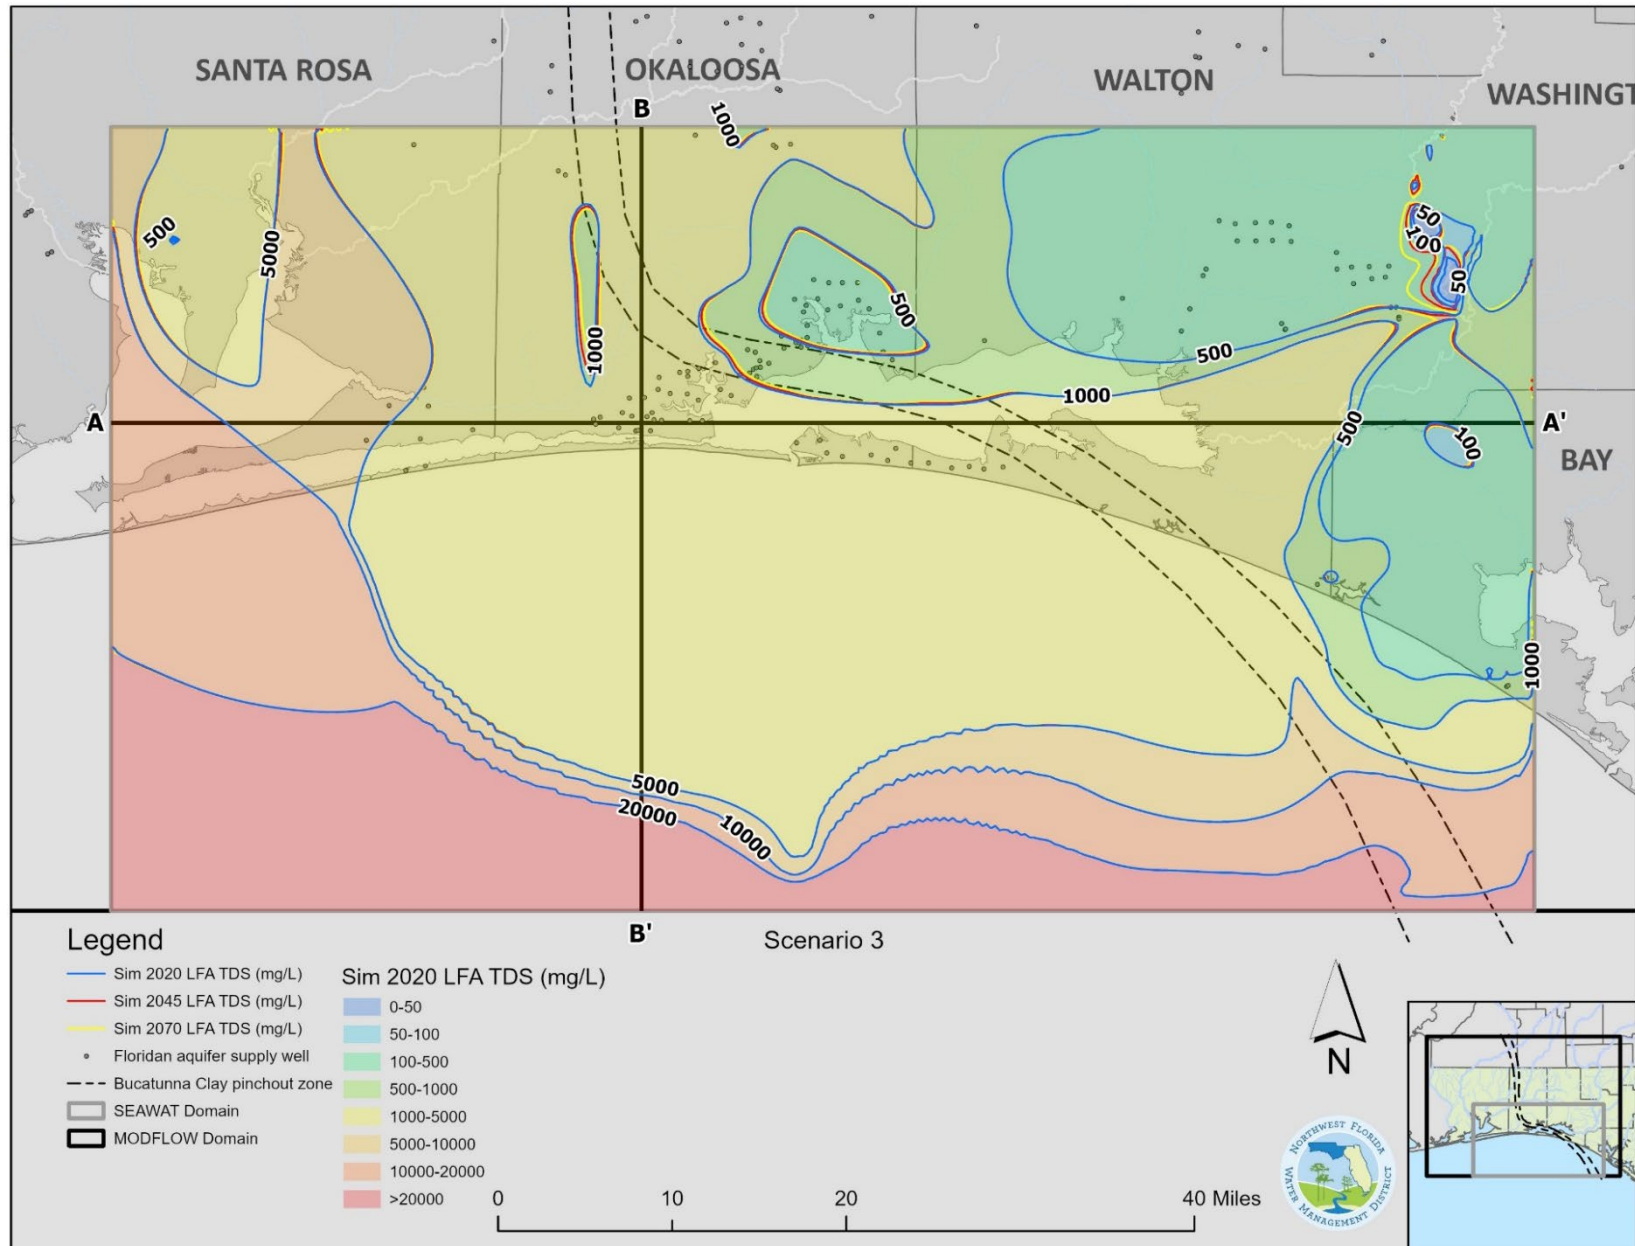 SANTA ROSA
OKALOOSA
WALTON
WASHINGT
B
1000
500
5000
50
100
500
50
1000
500
1000
A
500
100
A'
BAY
1000
5000
20000
10000
B'
Scenario 3
Legend
Sim 2020 LFA TDS (mg/L)
Sim 2045 LFA TDS (mg/L)
Sim 2070 LFA TDS (mg/L)
Floridan aquifer supply well
Bucatunna Clay pinchout zone
SEAWAT Domain
MODFLOW Domain
Sim 2020 LFA TDS (mg/L)
0-50
50-100
100-500
500-1000
1000-5000
5000-10000
10000-20000
>20000
0 10 20 40 Miles
N
NORTHWEST FLORIDA
WATER MANAGEMENT DISTRICT